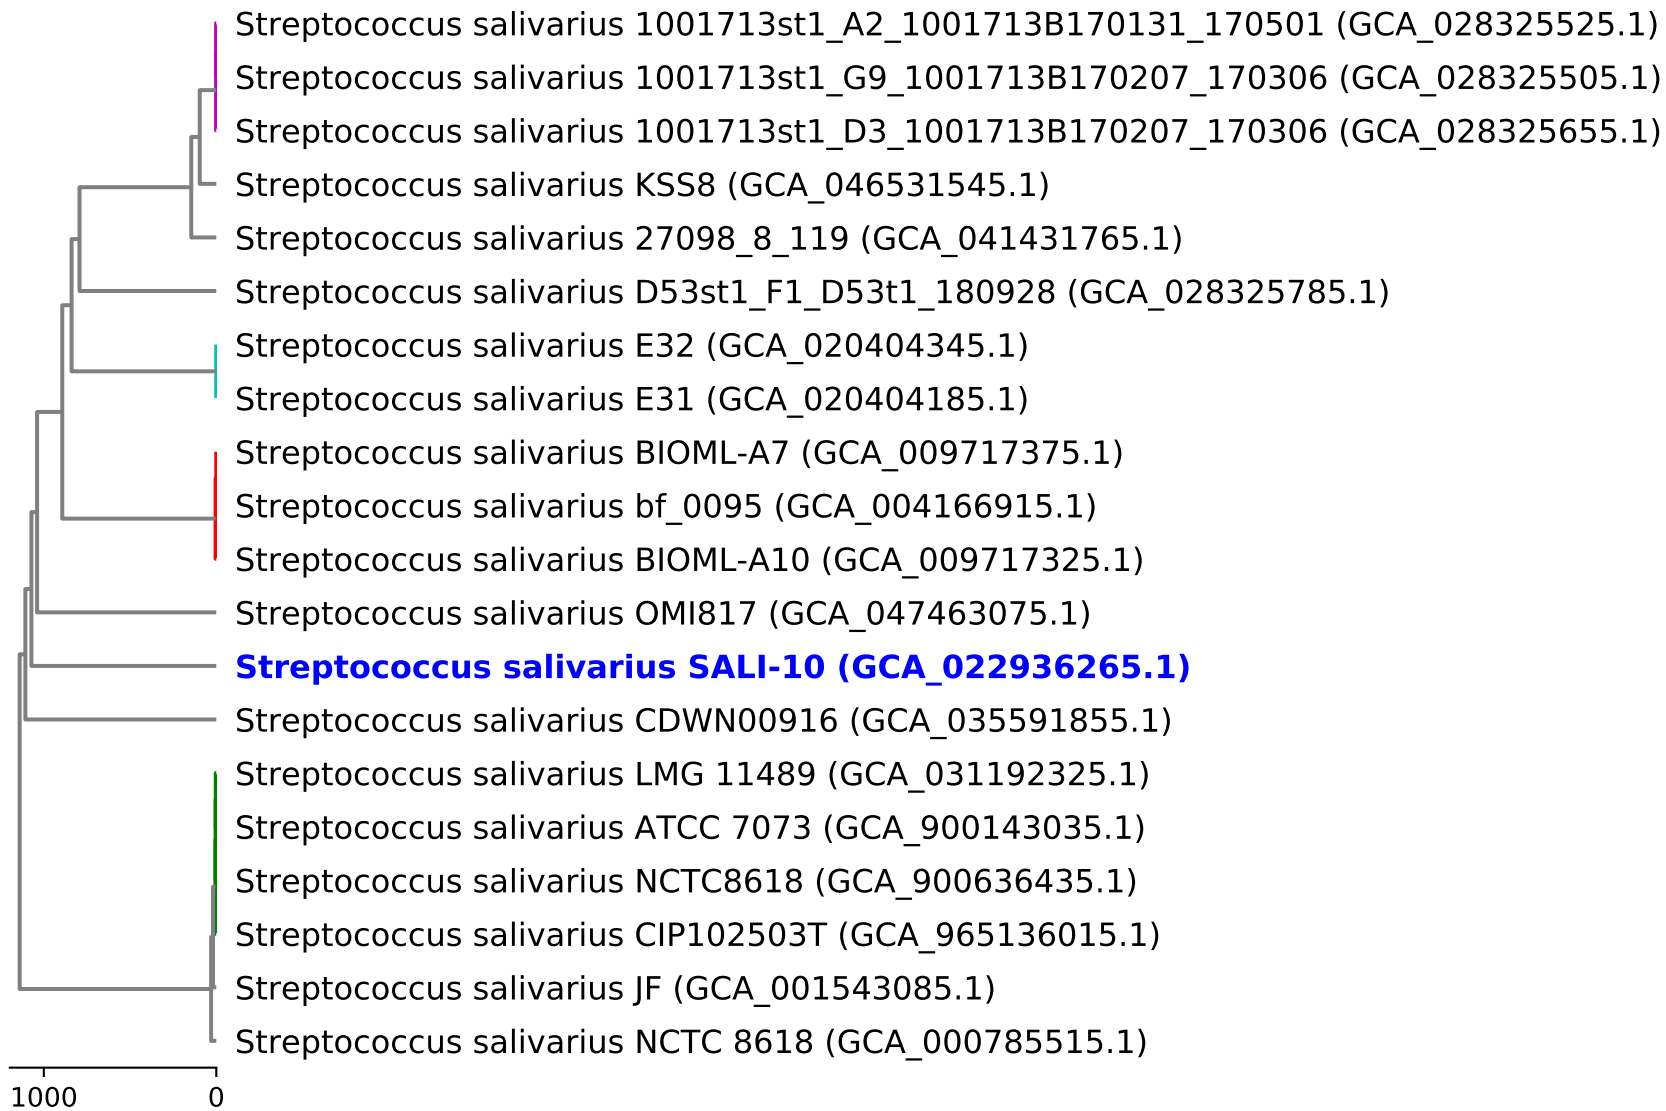 Streptococcus salivarius 1001713st1_A2_1001713B170131_170501 (GCA_028325525.1)
Streptococcus salivarius 1001713st1_G9_1001713B170207_170306 (GCA_028325505.1)
Streptococcus salivarius 1001713st1_D3_1001713B170207_170306 (GCA_028325655.1)
Streptococcus salivarius KSS8 (GCA_046531545.1)
Streptococcus salivarius 27098_8_119 (GCA_041431765.1)
Streptococcus salivarius D53st1_F1_D53t1_180928 (GCA_028325785.1)
Streptococcus salivarius E32 (GCA_020404345.1)
Streptococcus salivarius E31 (GCA_020404185.1)
Streptococcus salivarius BIOML-A7 (GCA_009717375.1)
Streptococcus salivarius bf_0095 (GCA_004166915.1)
Streptococcus salivarius BIOML-A10 (GCA_009717325.1)
Streptococcus salivarius OMI817 (GCA_047463075.1)
Streptococcus salivarius SALI-10 (GCA_022936265.1)
Streptococcus salivarius CDWN00916 (GCA_035591855.1)
Streptococcus salivarius LMG 11489 (GCA_031192325.1)
Streptococcus salivarius ATCC 7073 (GCA_900143035.1)
Streptococcus salivarius NCTC8618 (GCA_900636435.1)
Streptococcus salivarius CIP102503T (GCA_965136015.1)
Streptococcus salivarius JF (GCA_001543085.1)
Streptococcus salivarius NCTC 8618 (GCA_000785515.1)
1000 0